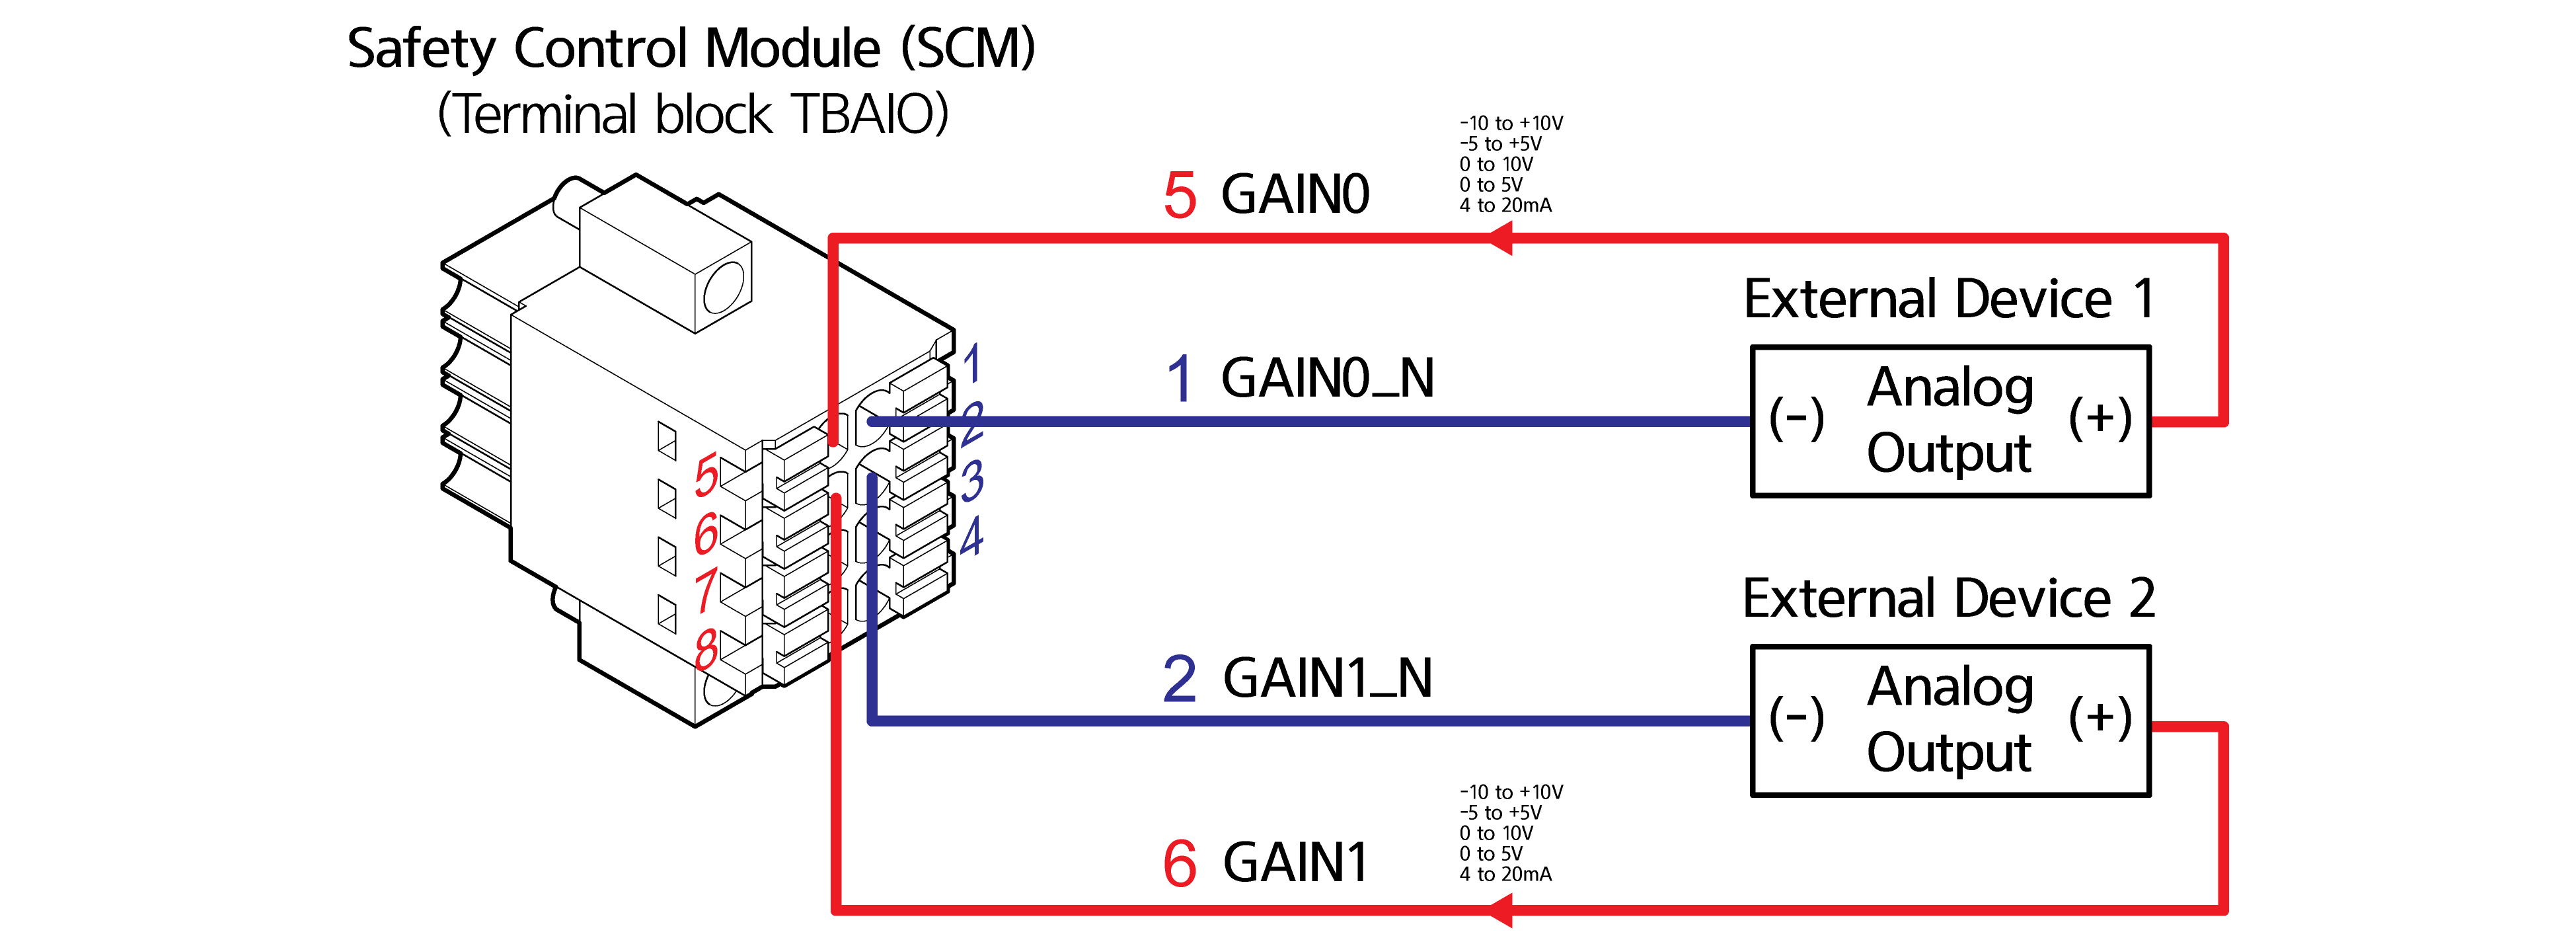 Safety Control Module (SCM)
(Terminal block TBAIO)
-10 to +10V
-5 to +5V
0 to 10V
0 to 5V
4 to 20mA
5 GAIN0
External Device 1
1 GAIN0_N
(-) Analog Output (+)
1
2
3
4
5
6
7
8
External Device 2
2 GAIN1_N
(-) Analog Output (+)
-10 to +10V
-5 to +5V
0 to 10V
0 to 5V
4 to 20mA
6 GAIN1